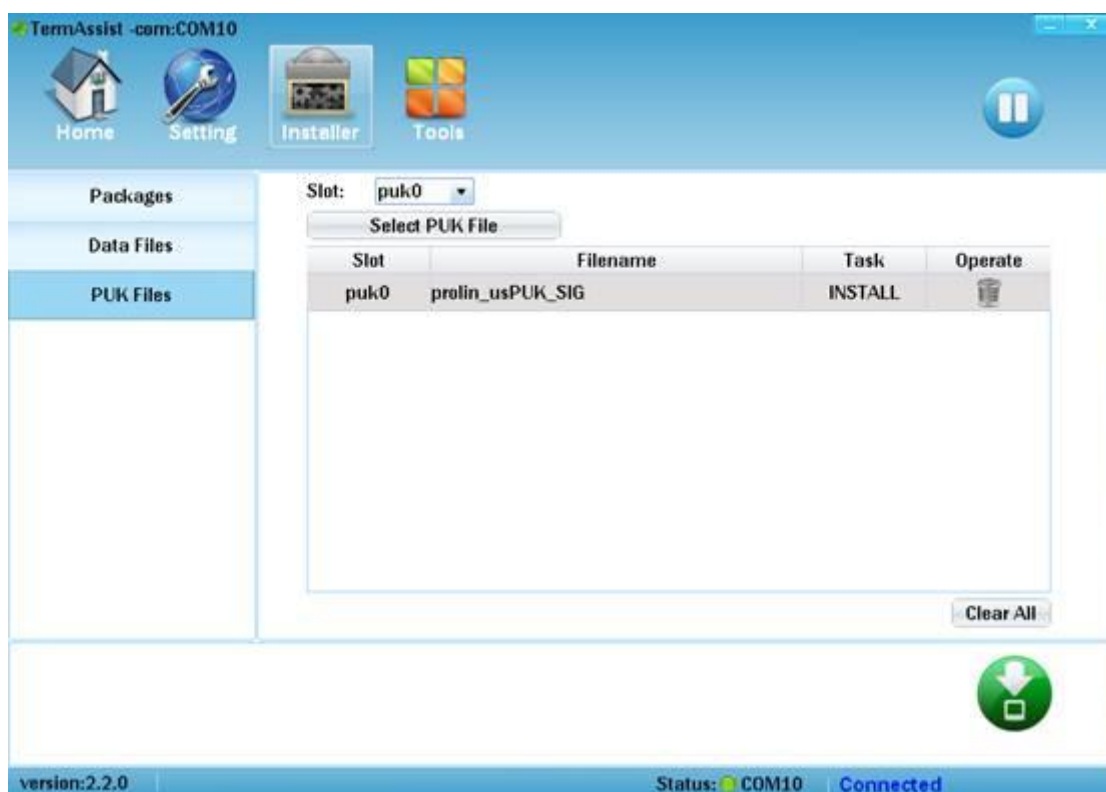 TermAssist -com:COM10
Home Setting Installer Tools
Packages
Data Files
PUK Files
Slot: puk0
Select PUK File
Slot Filename Task Operate
puk0 prolin_usPUK_SIG INSTALL
Clear All
version:2.2.0 Status: COM10 Connected